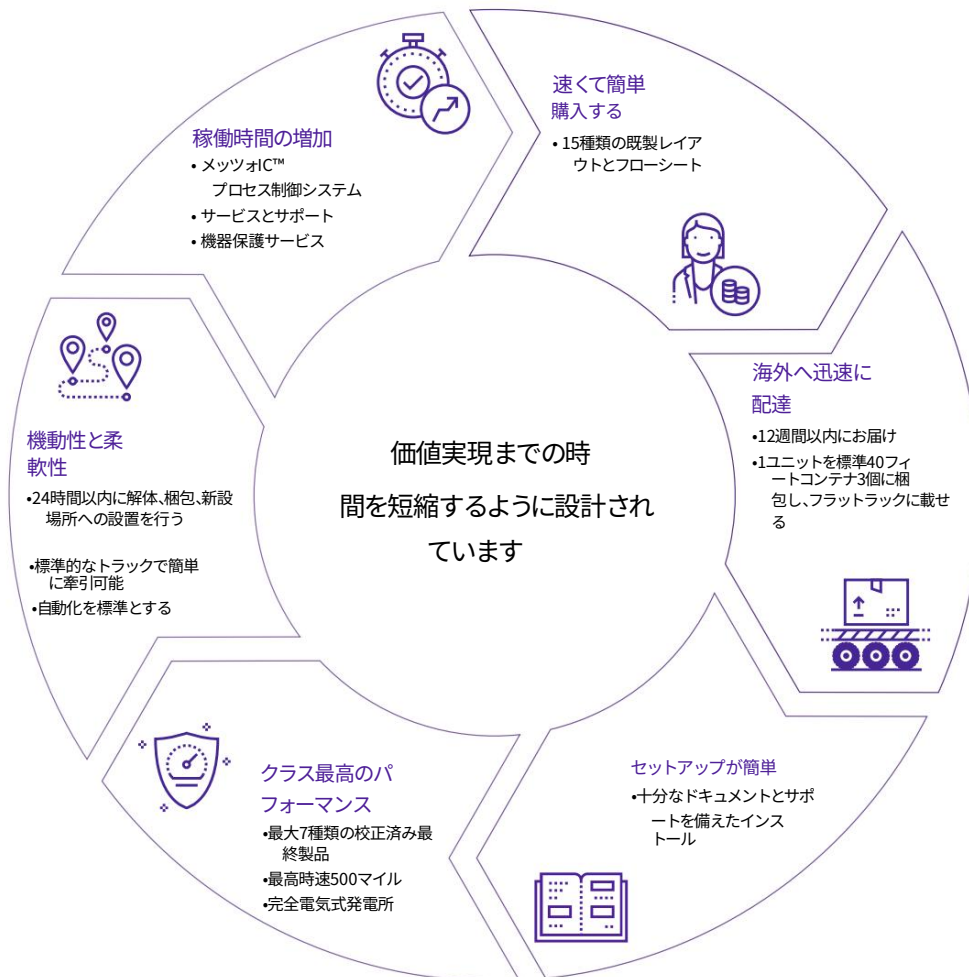 速くて簡単
購入する
• 15種類の既製レイア
ウトとフローシート
海外へ迅速に
配達
•12週間以内にお届け
•1ユニットを標準40フィ
ートコンテナ3個に梱
包し、フラットラックに載せ
る
セットアップが簡単
•十分なドキュメントとサポ
ートを備えたインス
トール
クラス最高のパ
フォーマンス
•最大7種類の校正済み最
終製品
•最高時速500マイル
•完全電気式発電所
機動性と柔
軟性
•24時間以内に解体、梱包、新設
場所への設置を行う
•標準的なトラックで簡単
に牽引可能
•自動化を標準とする
稼働時間の増加
• メッツォIC™
プロセス制御システム
• サービスとサポート
• 機器保護サービス
価値実現までの時
間を短縮するように設計され
ています